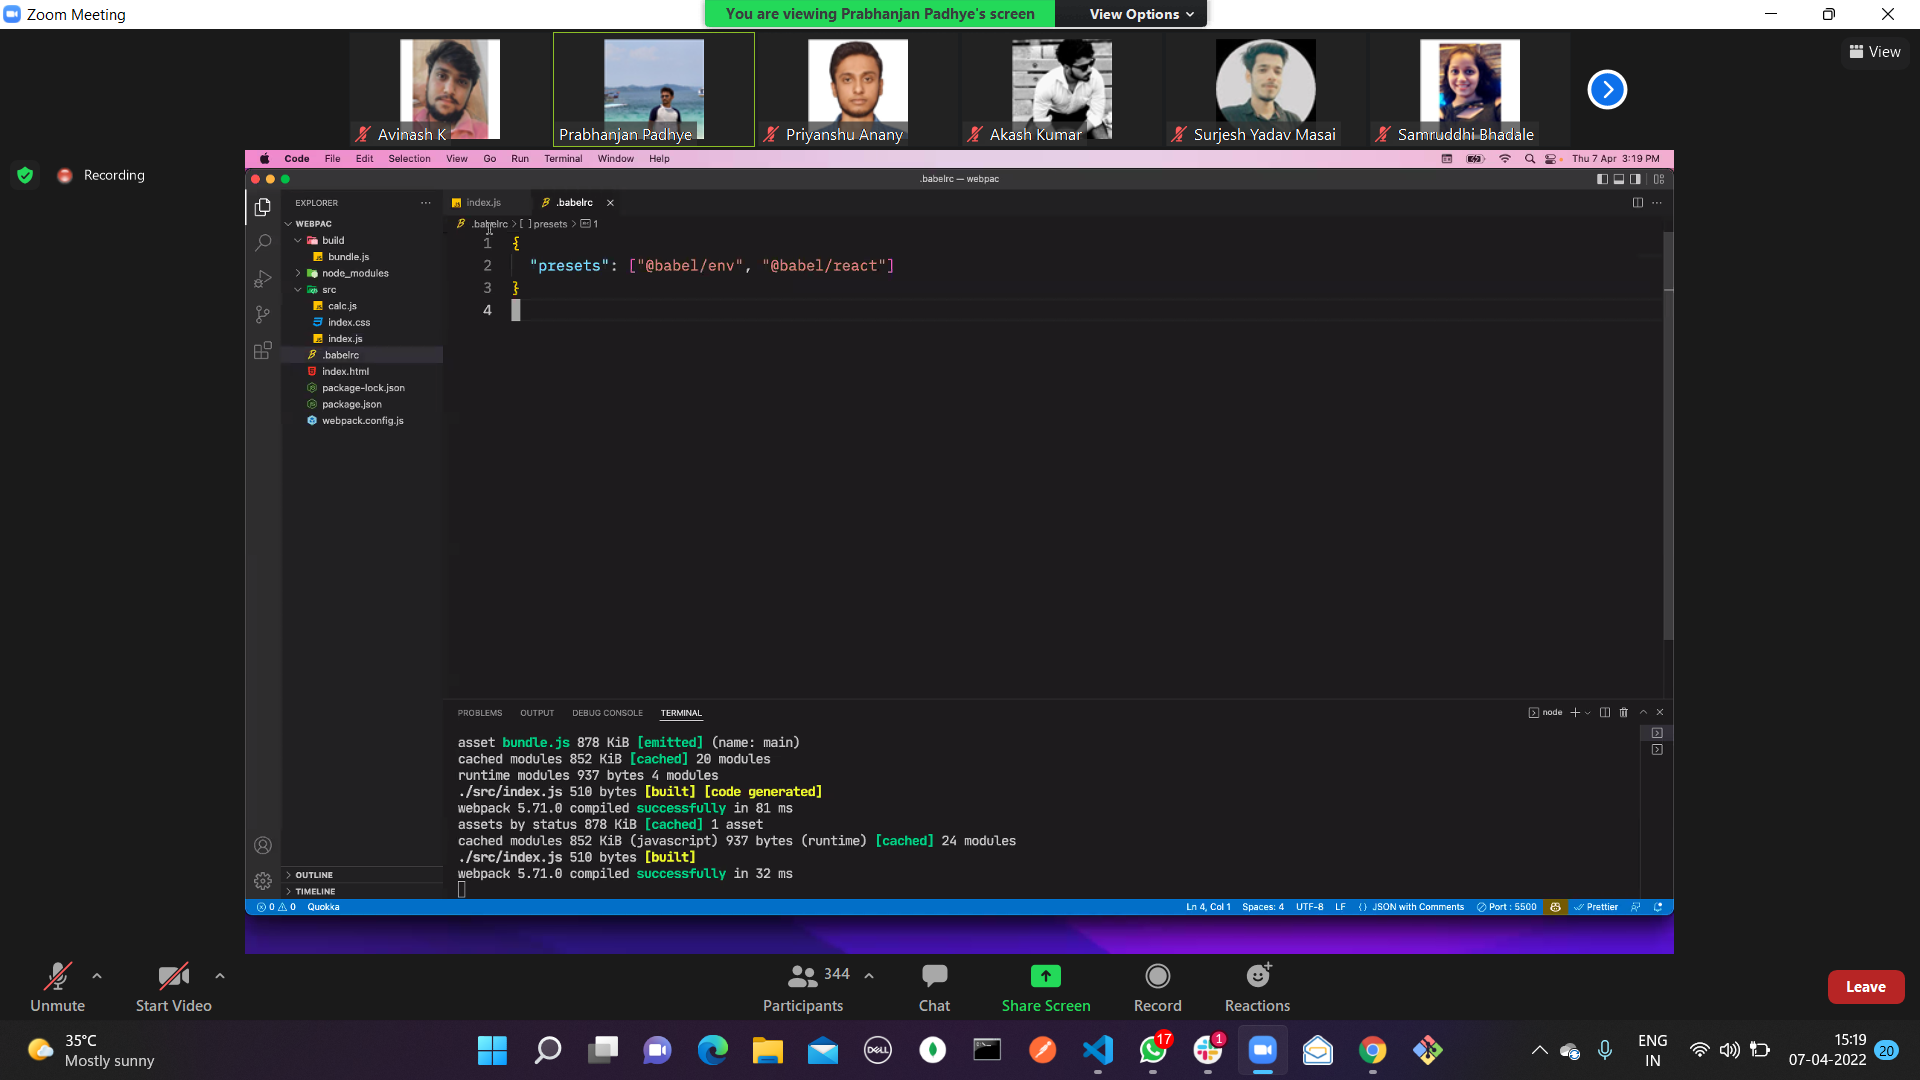 Zoom Meeting
You are viewing Prabhanjan Padhye's screen
View Options
View
Avinash K
Prabhanjan Padhye
Priyanshu Anany
Akash Kumar
Surjesh Yadav Masai
Samruddhi Bhadale
Recording
Code File Edit Selection View Go Run Terminal Window Help
Thu 7 Apr 3:19 PM
.babelrc — webpac
EXPLORER
WEBPAC
build
bundle.js
node_modules
src
calc.js
index.css
index.js
.babelrc
index.html
package-lock.json
package.json
webpack.config.js
OUTLINE
TIMELINE
index.js
.babelrc
.babelrc > [ ] presets > 1
1 {
2 "presets": ["@babel/env", "@babel/react"]
3 }
4
PROBLEMS OUTPUT DEBUG CONSOLE TERMINAL
node
asset bundle.js 878 KiB [emitted] (name: main)
cached modules 852 KiB [cached] 20 modules
runtime modules 937 bytes 4 modules
./src/index.js 510 bytes [built] [code generated]
webpack 5.71.0 compiled successfully in 81 ms
assets by status 878 KiB [cached] 1 asset
cached modules 852 KiB (javascript) 937 bytes (runtime) [cached] 24 modules
./src/index.js 510 bytes [built]
webpack 5.71.0 compiled successfully in 32 ms
0 0 Quokka
Ln 4, Col 1 Spaces: 4 UTF-8 LF {} JSON with Comments Port : 5500 Prettier
Unmute
Start Video
344
Participants
Chat
Share Screen
Record
Reactions
Leave
35°C
Mostly sunny
DELL
17
1
ENG
IN
15:19
07-04-2022
20